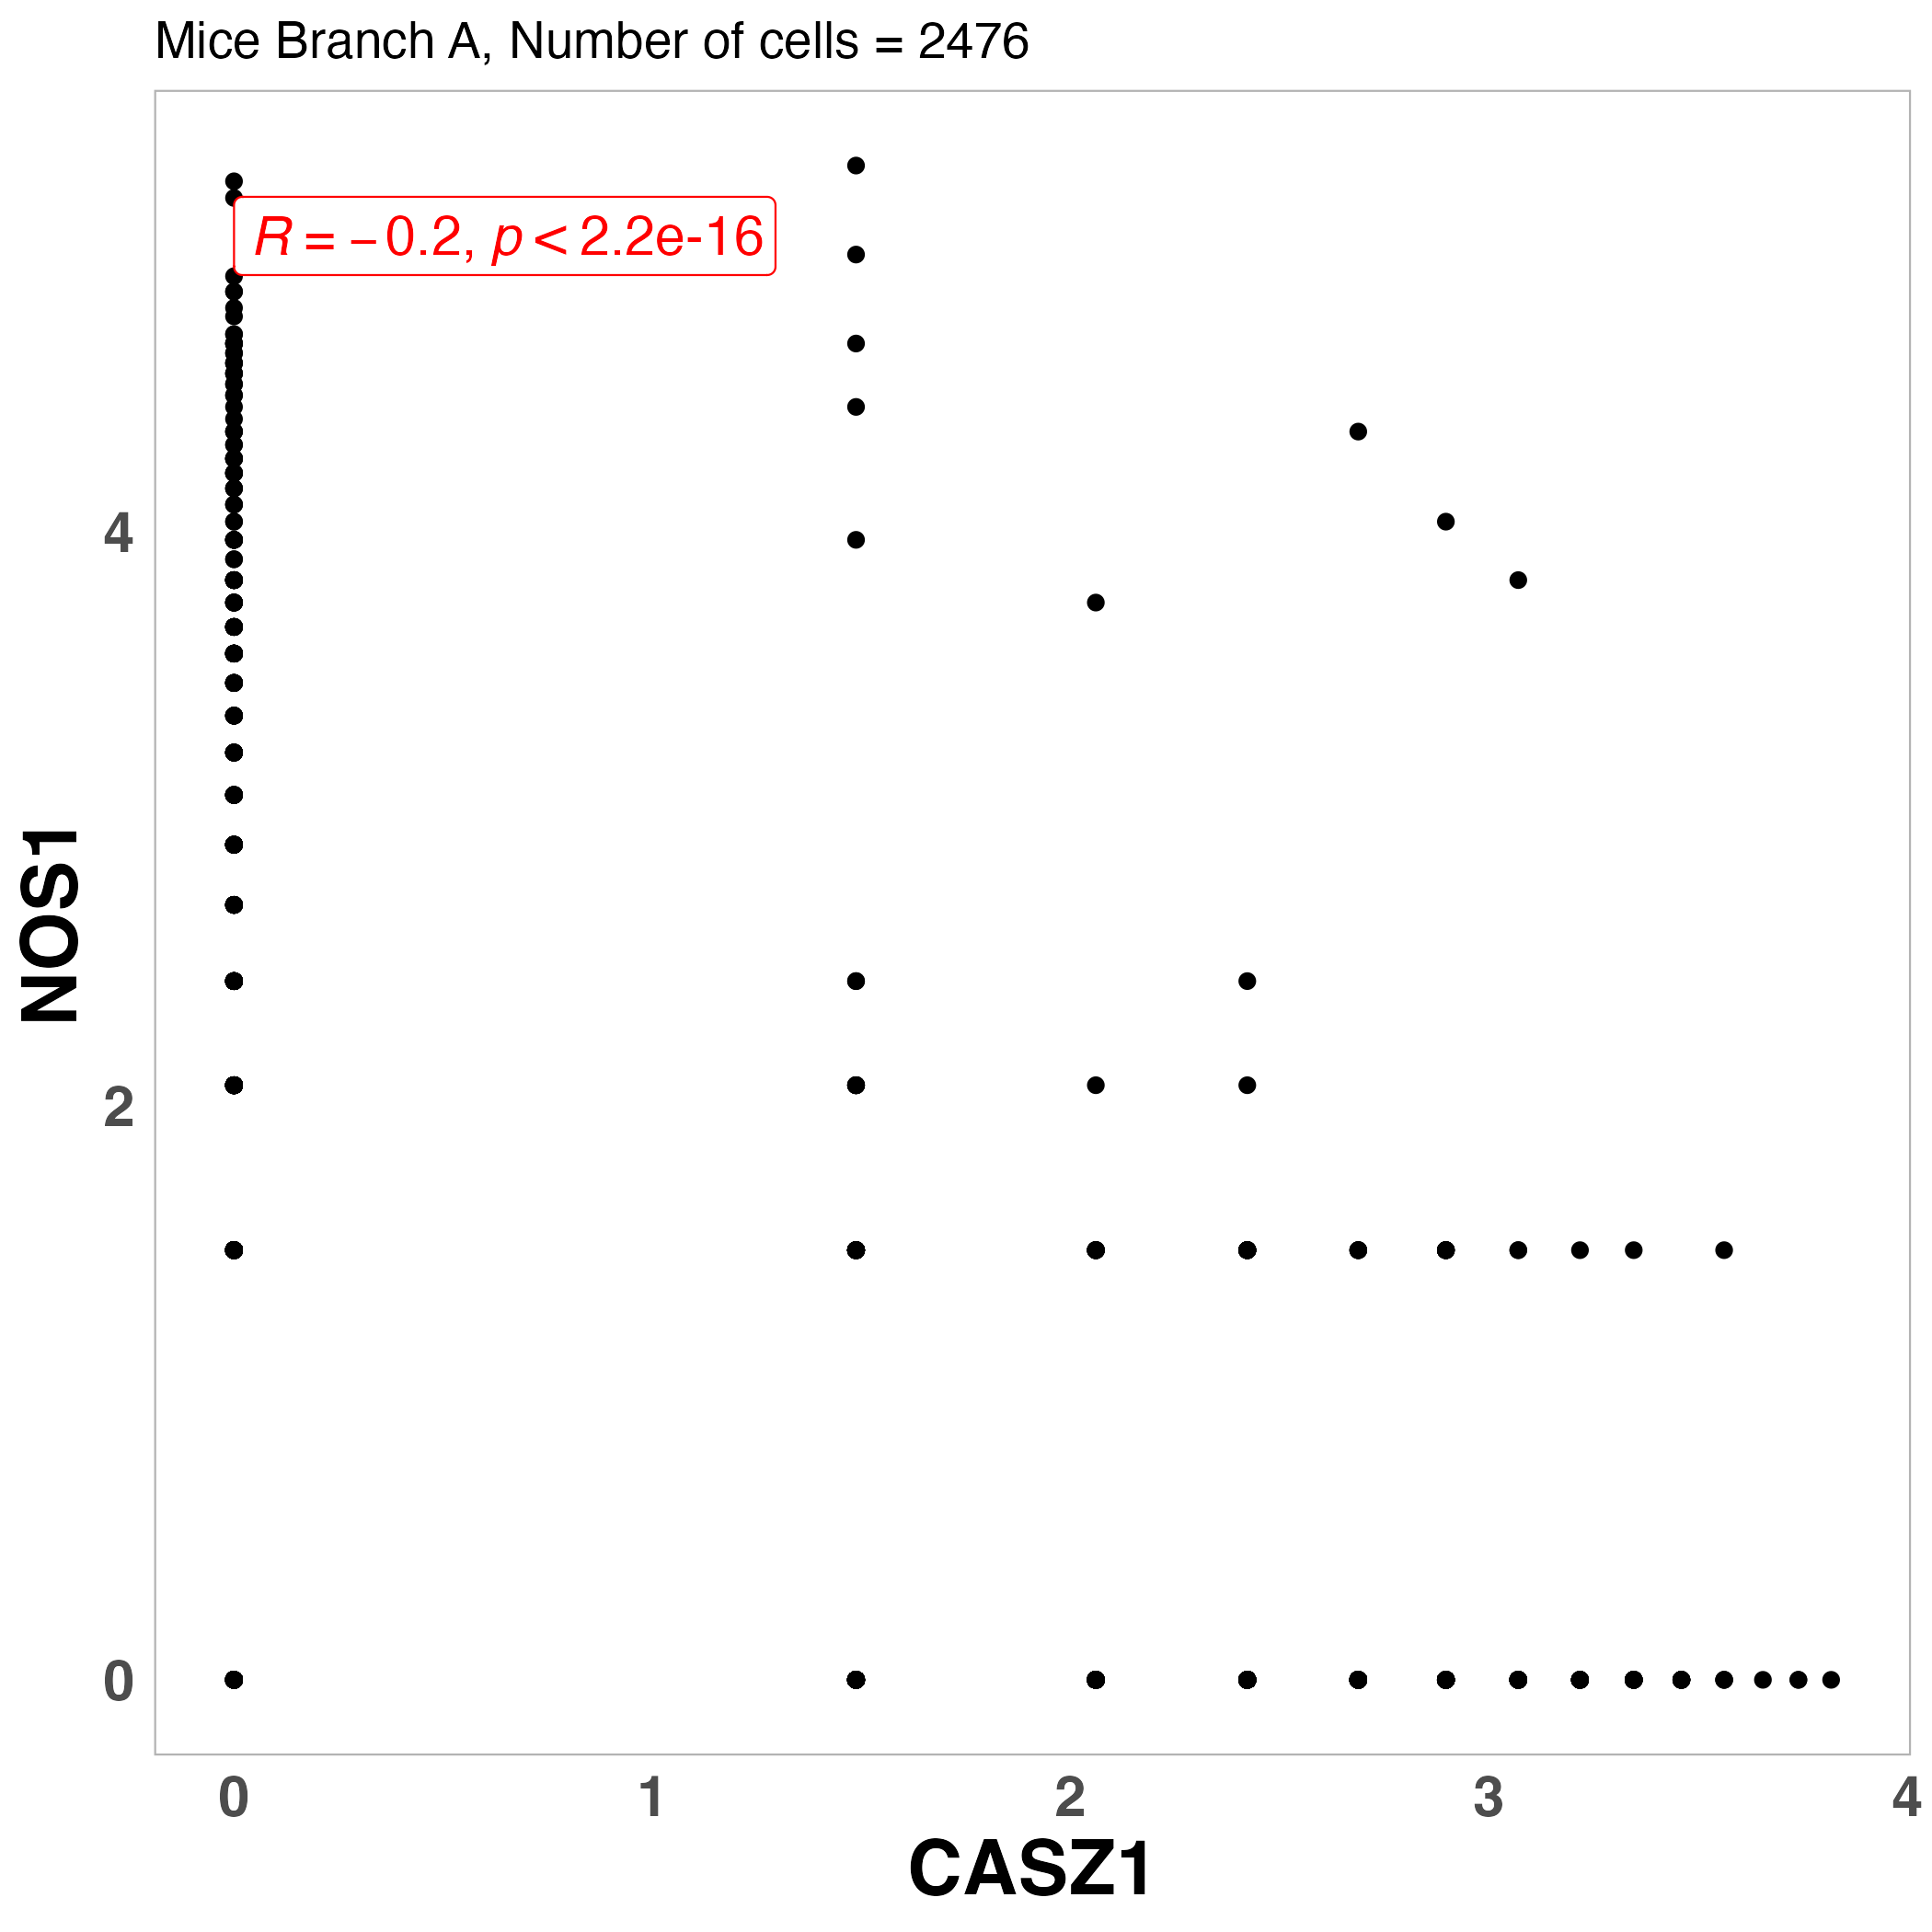 Mice Branch A, Number of cells = 2476
R = −0.2, p < 2.2e-16
4
2
0
NOS1
0 1 2 3 4
CASZ1